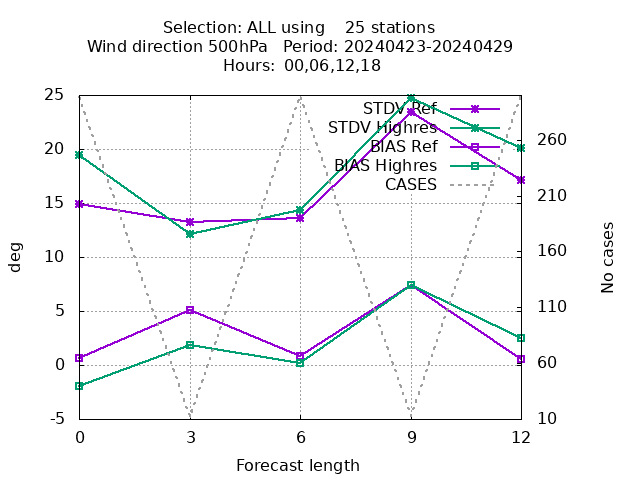 Selection: ALL using    25 stations
Wind direction 500hPa   Period: 20240423-20240429
Hours: 00,06,12,18
STDV Ref
STDV Highres
BIAS Ref
BIAS Highres
CASES
25
20
15
10
5
0
-5
deg
260
210
160
110
60
10
No cases
0 3 6 9 12
Forecast length